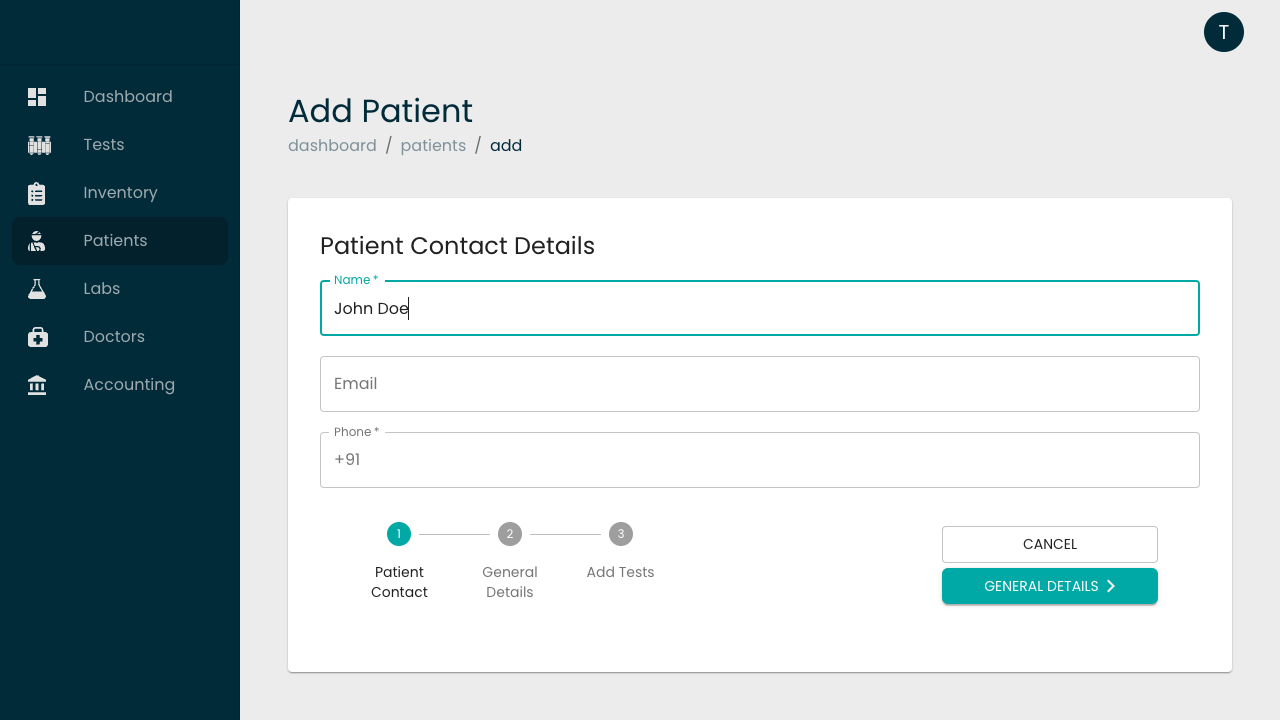 T
Dashboard
Tests
Inventory
Patients
Labs
Doctors
Accounting
Add Patient
dashboard / patients / add
Patient Contact Details
Name *
John Doe
Email
Phone *
+91
1
Patient
Contact
2
General
Details
3
Add Tests
CANCEL
GENERAL DETAILS